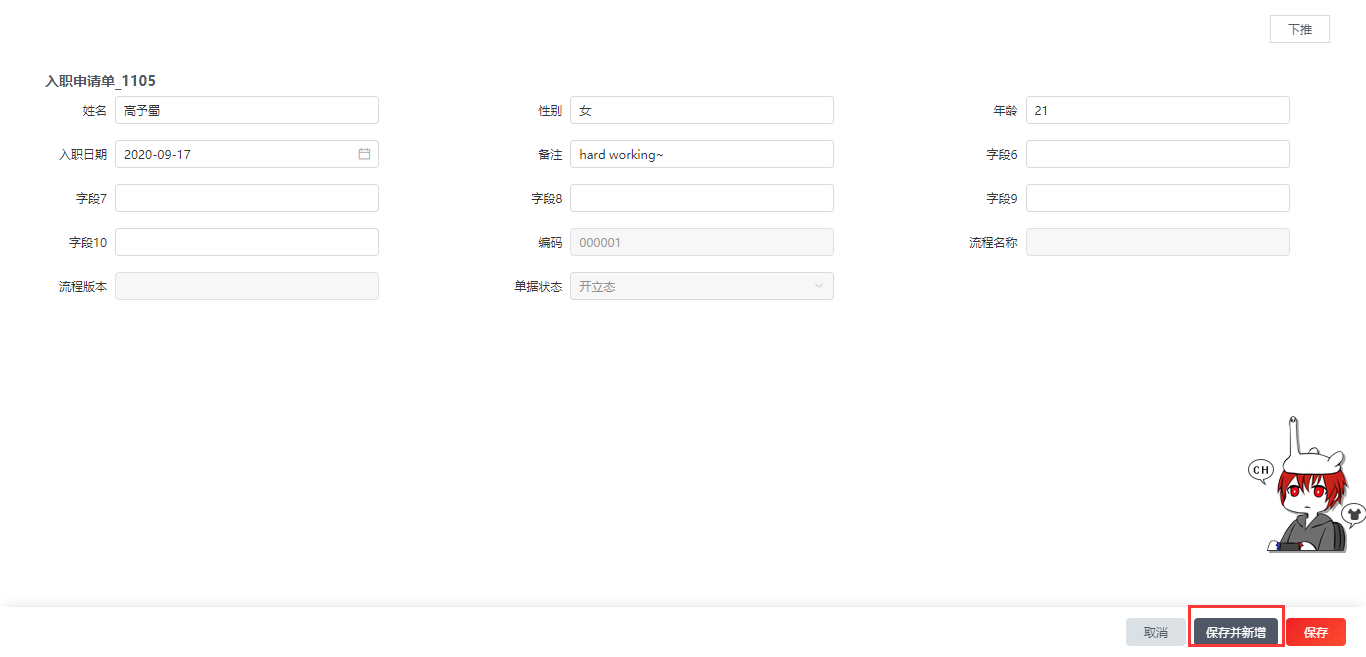 下推
入职申请单_1105
姓名 高予蜀 性别 女 年龄 21
入职日期 2020-09-17 备注 hard working~ 字段6
字段7 字段8 字段9
字段10 编码 000001 流程名称
流程版本 单据状态 开立态
CH
取消 保存并新增 保存